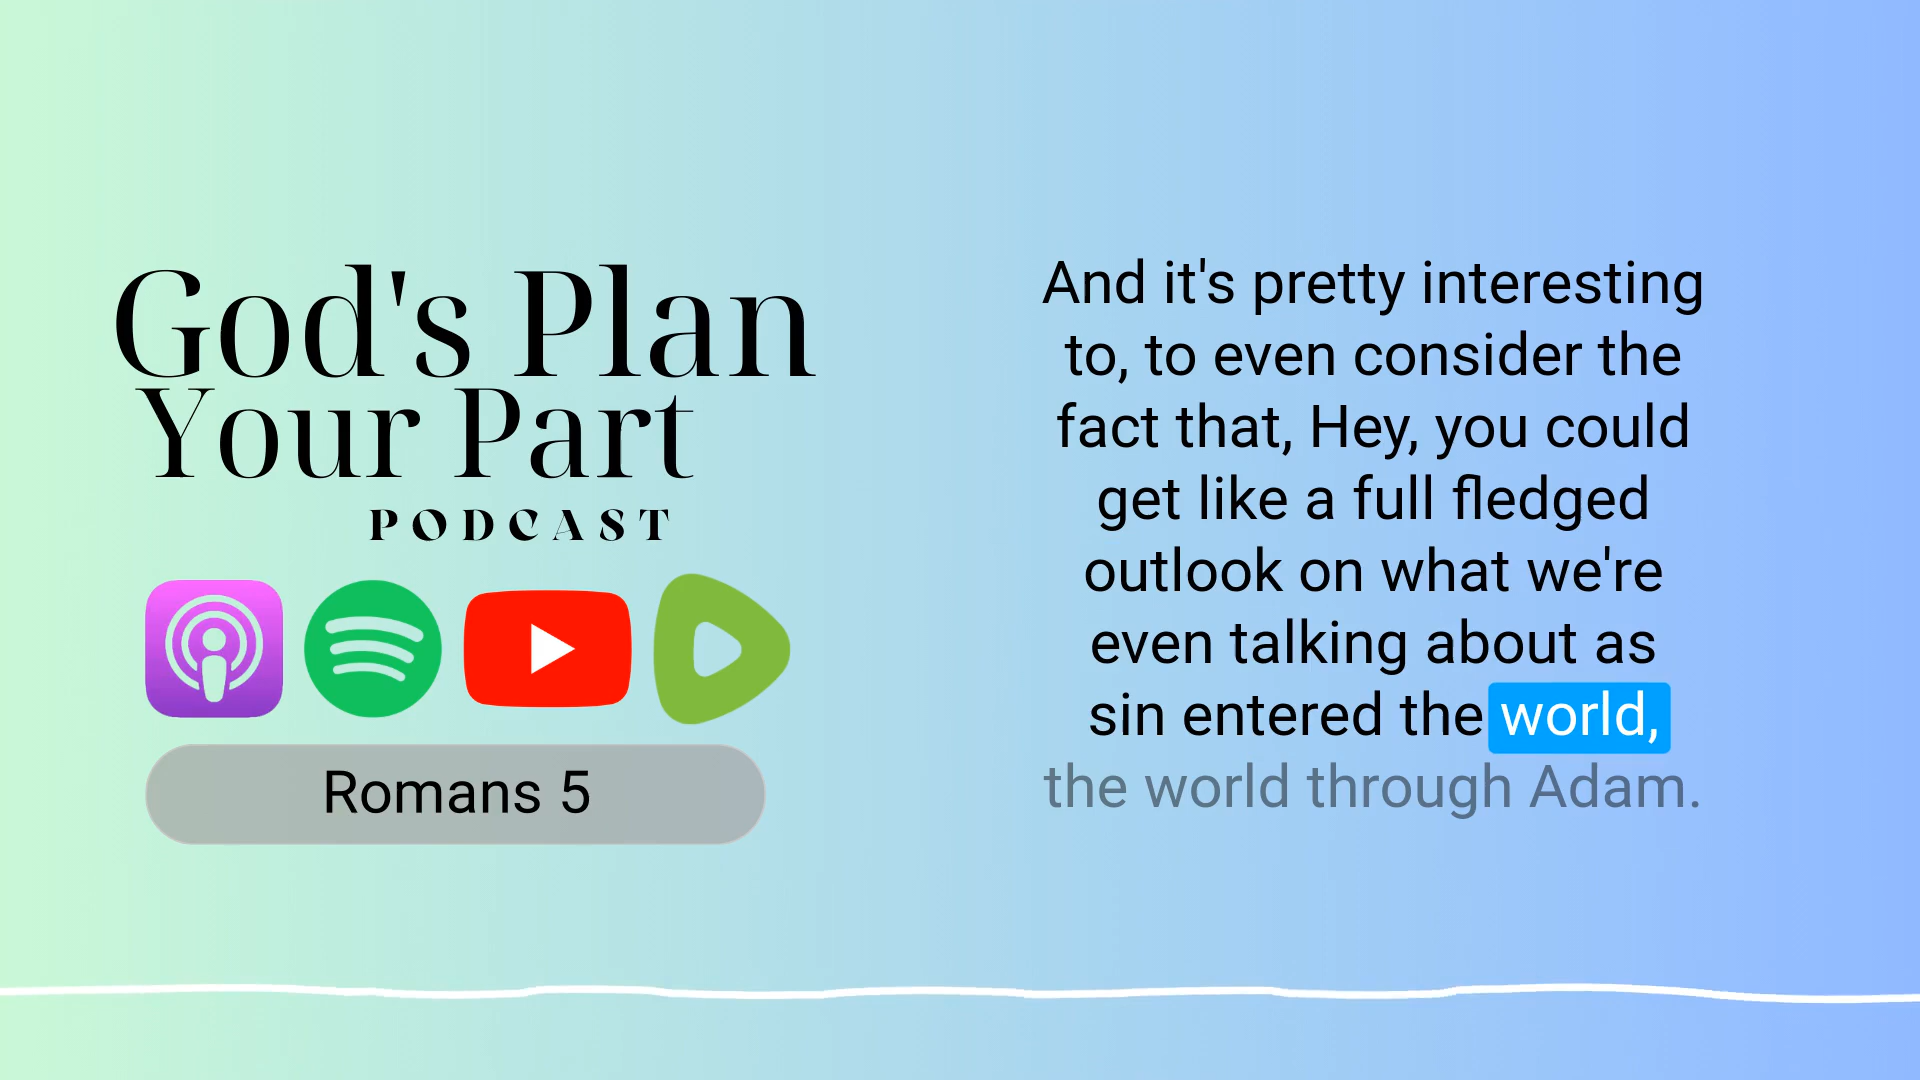 God's Plan
Your Part
PODCAST
Romans 5
And it's pretty interesting
to, to even consider the
fact that, Hey, you could
get like a full fledged
outlook on what we're
even talking about as
sin entered the world,
the world through Adam.